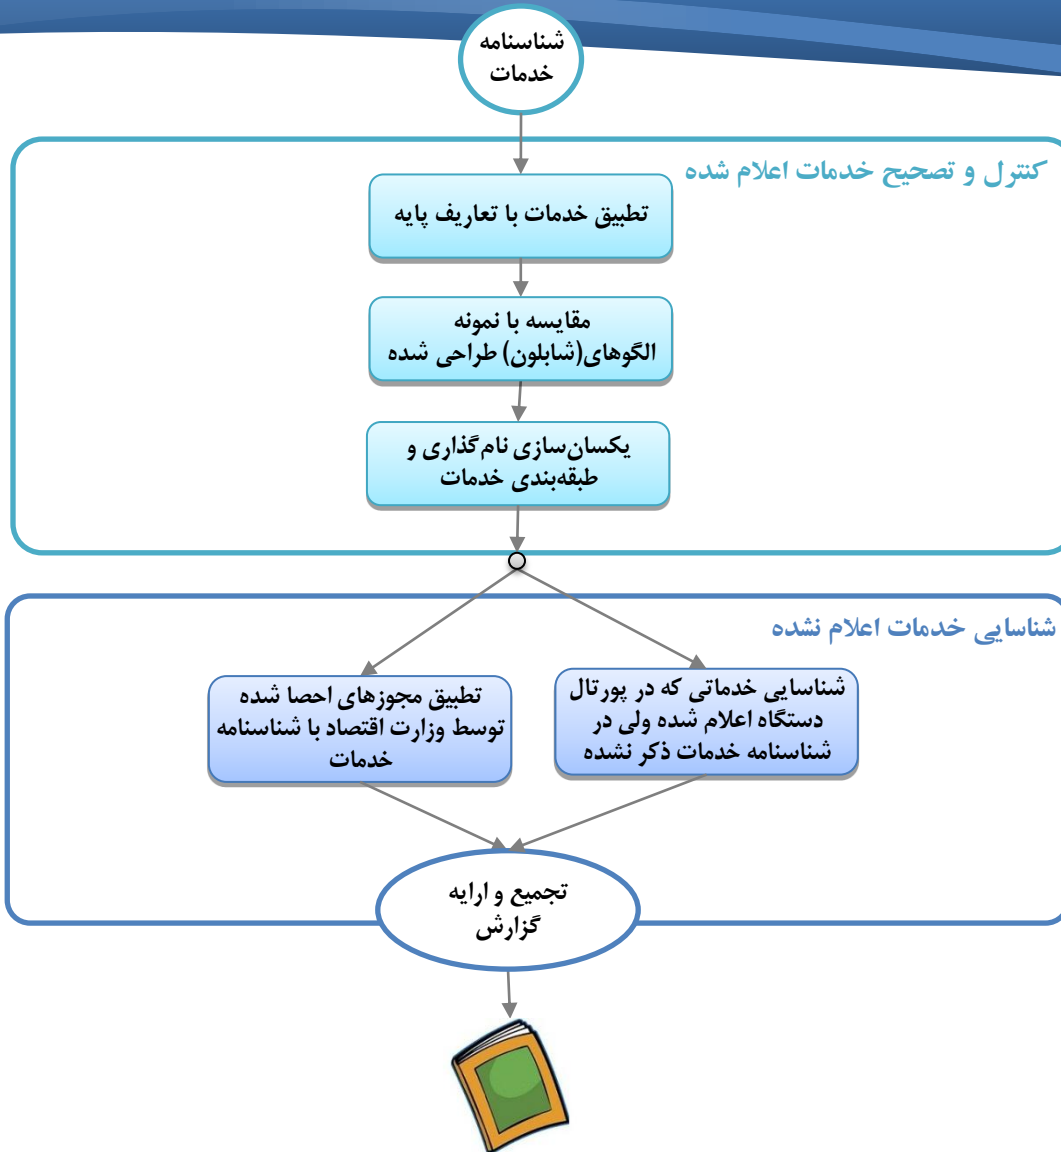 شناسنامه
خدمات
کنترل و تصحیح خدمات اعلام شده
تطبیق خدمات با تعاریف پایه
مقایسه با نمونه
الگوهای(شابلون) طراحی شده
یکسان‌سازی نام‌گذاری و
طبقه‌بندی خدمات
شناسایی خدمات اعلام نشده
شناسایی خدماتی که در پورتال
دستگاه اعلام شده ولی در
شناسنامه خدمات ذکر نشده
تطبیق مجوزهای احصا شده
توسط وزارت اقتصاد با شناسنامه
خدمات
تجمیع و ارایه
گزارش